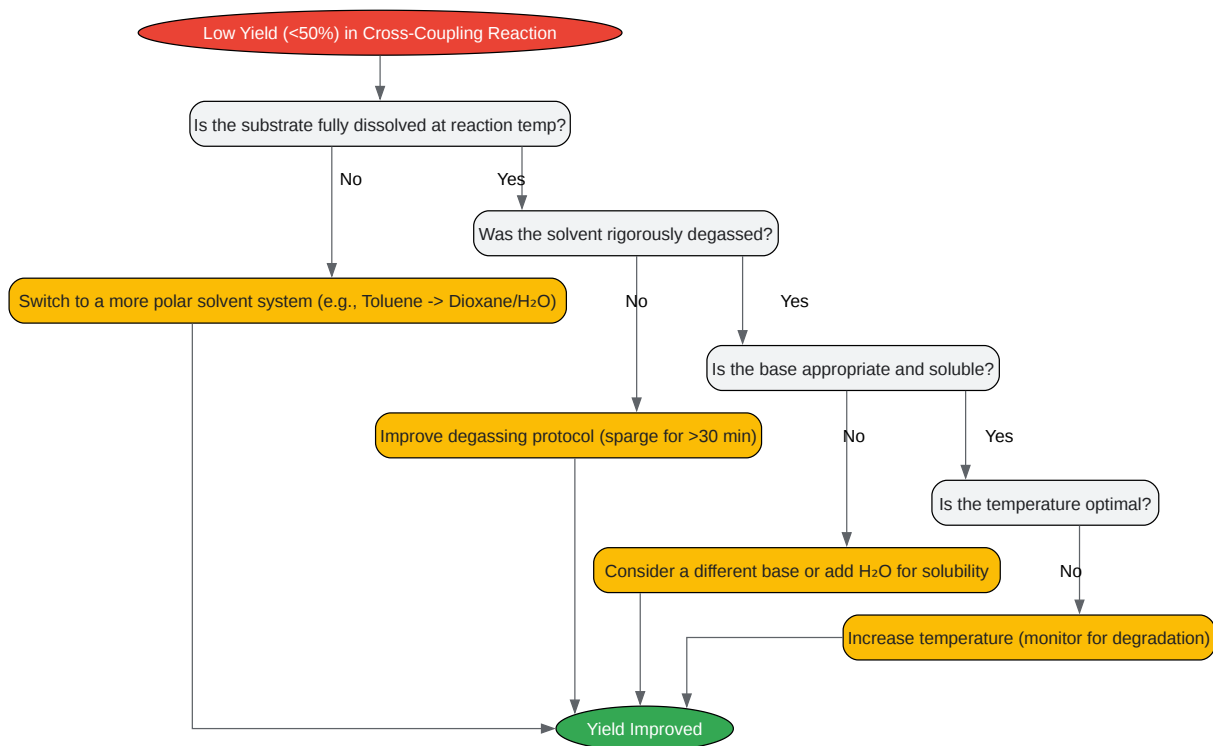 Low Yield (<50%) in Cross-Coupling Reaction
Is the substrate fully dissolved at reaction temp?
No
Yes
Was the solvent rigorously degassed?
Switch to a more polar solvent system (e.g., Toluene -> Dioxane/H₂O)
No
Yes
Is the base appropriate and soluble?
Improve degassing protocol (sparge for >30 min)
No
Yes
Is the temperature optimal?
Consider a different base or add H₂O for solubility
No
Increase temperature (monitor for degradation)
Yield Improved